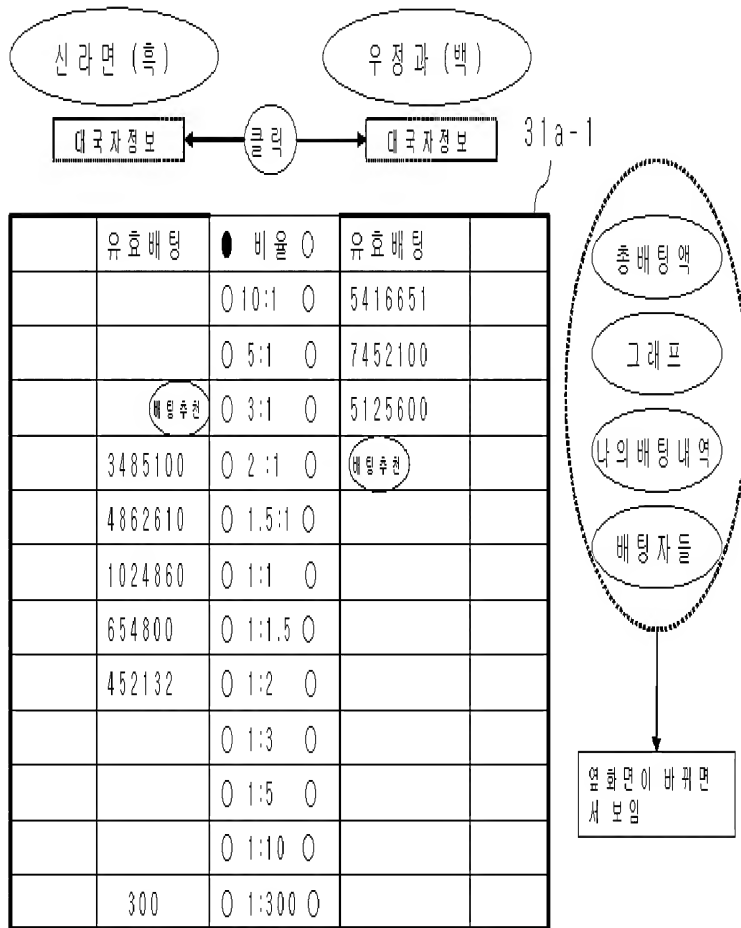 신라면 (흑) 우정과 (백)
대국자정보 클릭 대국자정보 31a-1
유효배팅 ● 비율 ○ 유효배팅
○ 10:1 ○ 5416651
○ 5:1 ○ 7452100
배팅추천 ○ 3:1 ○ 5125600
3485100 ○ 2:1 ○ 배팅추천
4862610 ○ 1.5:1 ○
1024860 ○ 1:1 ○
654800 ○ 1:1.5 ○
452132 ○ 1:2 ○
○ 1:3 ○
○ 1:5 ○
○ 1:10 ○
300 ○ 1:300 ○
총배팅액
그래프
나의배팅내역
배팅자들
옆화면이 바뀌면
서 보임